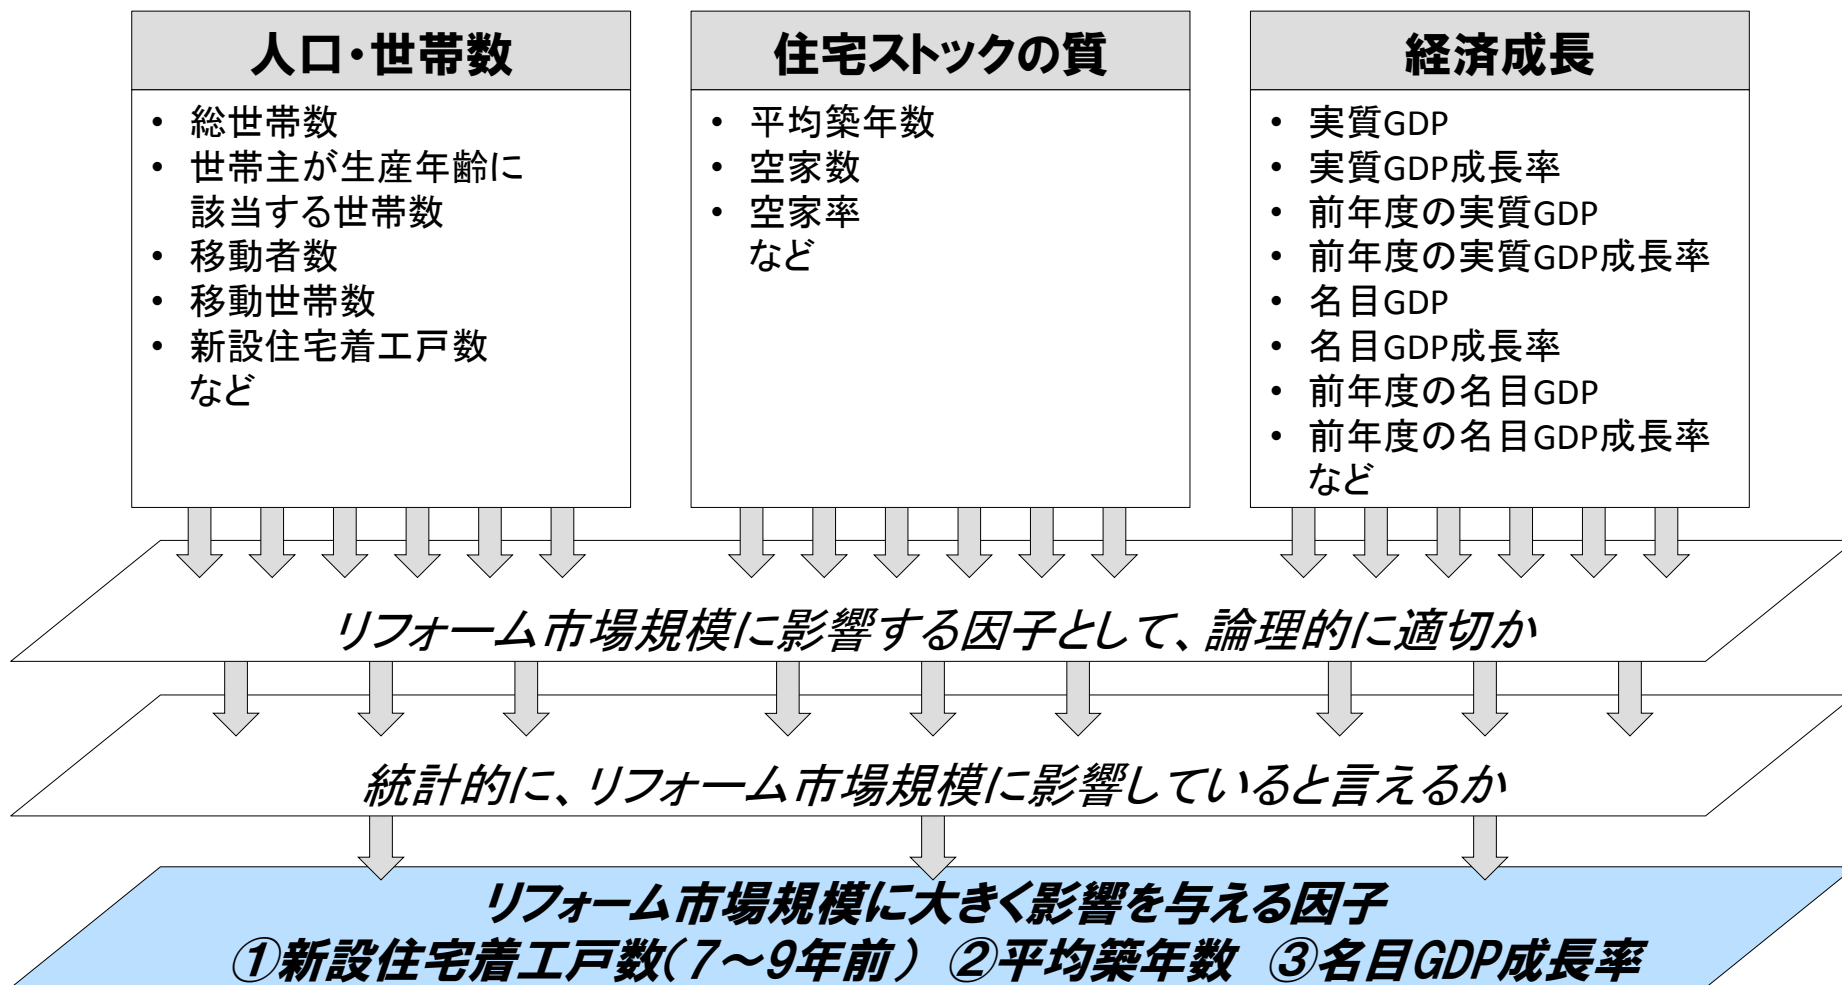 人口・世帯数
• 総世帯数
• 世帯主が生産年齢に
該当する世帯数
• 移動者数
• 移動世帯数
• 新設住宅着工戸数
など
住宅ストックの質
• 平均築年数
• 空家数
• 空家率
など
経済成長
• 実質GDP
• 実質GDP成長率
• 前年度の実質GDP
• 前年度の実質GDP成長率
• 名目GDP
• 名目GDP成長率
• 前年度の名目GDP
• 前年度の名目GDP成長率
など
リフォーム市場規模に影響する因子として、論理的に適切か
統計的に、リフォーム市場規模に影響していると言えるか
リフォーム市場規模に大きく影響を与える因子
①新設住宅着工戸数(7~9年前) ②平均築年数 ③名目GDP成長率